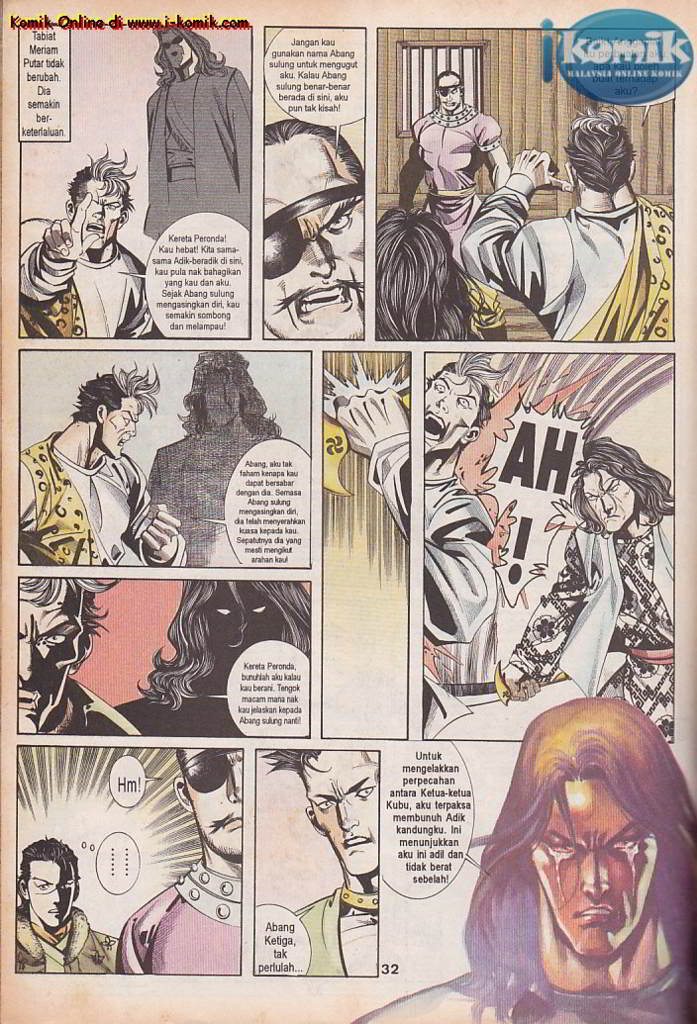 Komik Online di www.i-komik.com
ikomik
MALAYSIA ONLINE KOMIK
Tabiat
Meriam
Putar tidak
berubah.
Dia
semakin
ber-
keterlaluan.
Kereta Peronda!
Kau hebat! Kita sama-
sama Adik-beradik di sini,
kau pula nak bahagikan
yang kau dan aku.
Sejak Abang sulung
mengasingkan diri, kau
semakin sombong
dan melampau!
Jangan kau
gunakan nama Abang
sulung untuk mengugut
aku. Kalau Abang
sulung benar-benar
berada di sini, aku
pun tak kisah!
aku?
Abang, aku tak
faham kenapa kau
dapat bersabar
dengan dia. Semasa
Abang sulung
mengasingkan diri,
dia telah menyerahkan
kuasa kepada kau.
Sepatutnya dia yang
mesti mengikut
arahan kau!
AH
!
Kereta Peronda,
bunuhlah aku kalau
kau berani. Tengok
macam mana nak
kau jelaskan kepada
Abang sulung nanti!
Hm!
Abang
Ketiga,
tak
perlulah...
Untuk
mengelakkan
perpecahan
antara Ketua-ketua
Kubu, aku terpaksa
membunuh Adik
kandungku. Ini
menunjukkan
aku ini adil dan
tidak berat
sebelah!
32